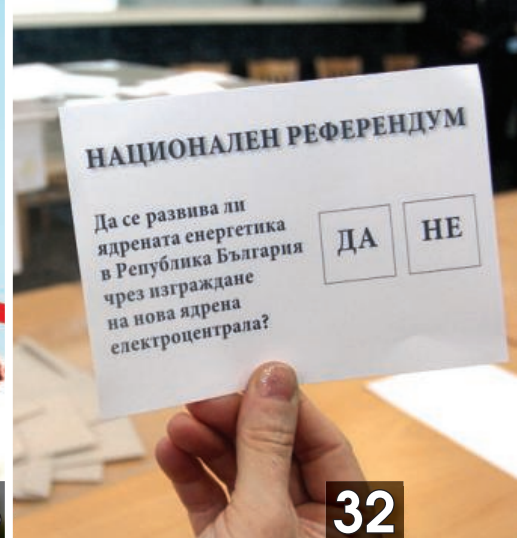 НАЦИОНАЛЕН РЕФЕРЕНДУМ
Да се развива ли
ядрената енергетика
в Република България
чрез изграждане
на нова ядрена
електроцентрала?
ДА НЕ
32